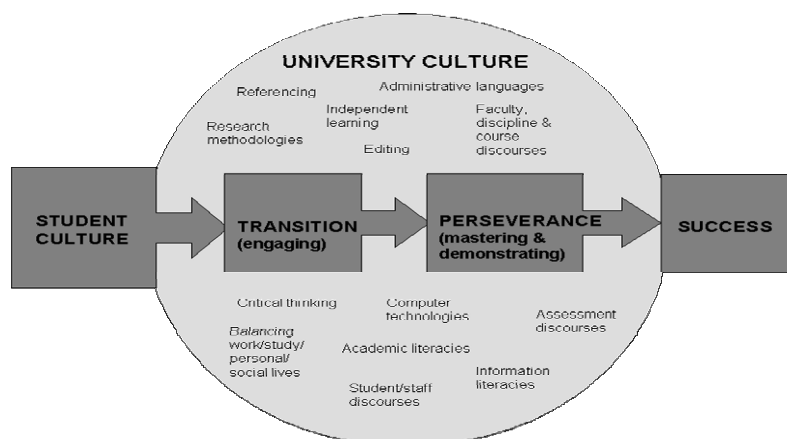 UNIVERSITY CULTURE
Administrative languages
Referencing
Independent
learning
Faculty,
discipline &
course
discourses
Research
methodologies
Editing
STUDENT
CULTURE
TRANSITION
(engaging)
PERSEVERANCE
(mastering &
demonstrating)
SUCCESS
Critical thinking
Computer
technologies
Assessment
discourses
Balancing
work/study/
personal/
social lives
Academic literacies
Information
literacies
Student/staff
discourses